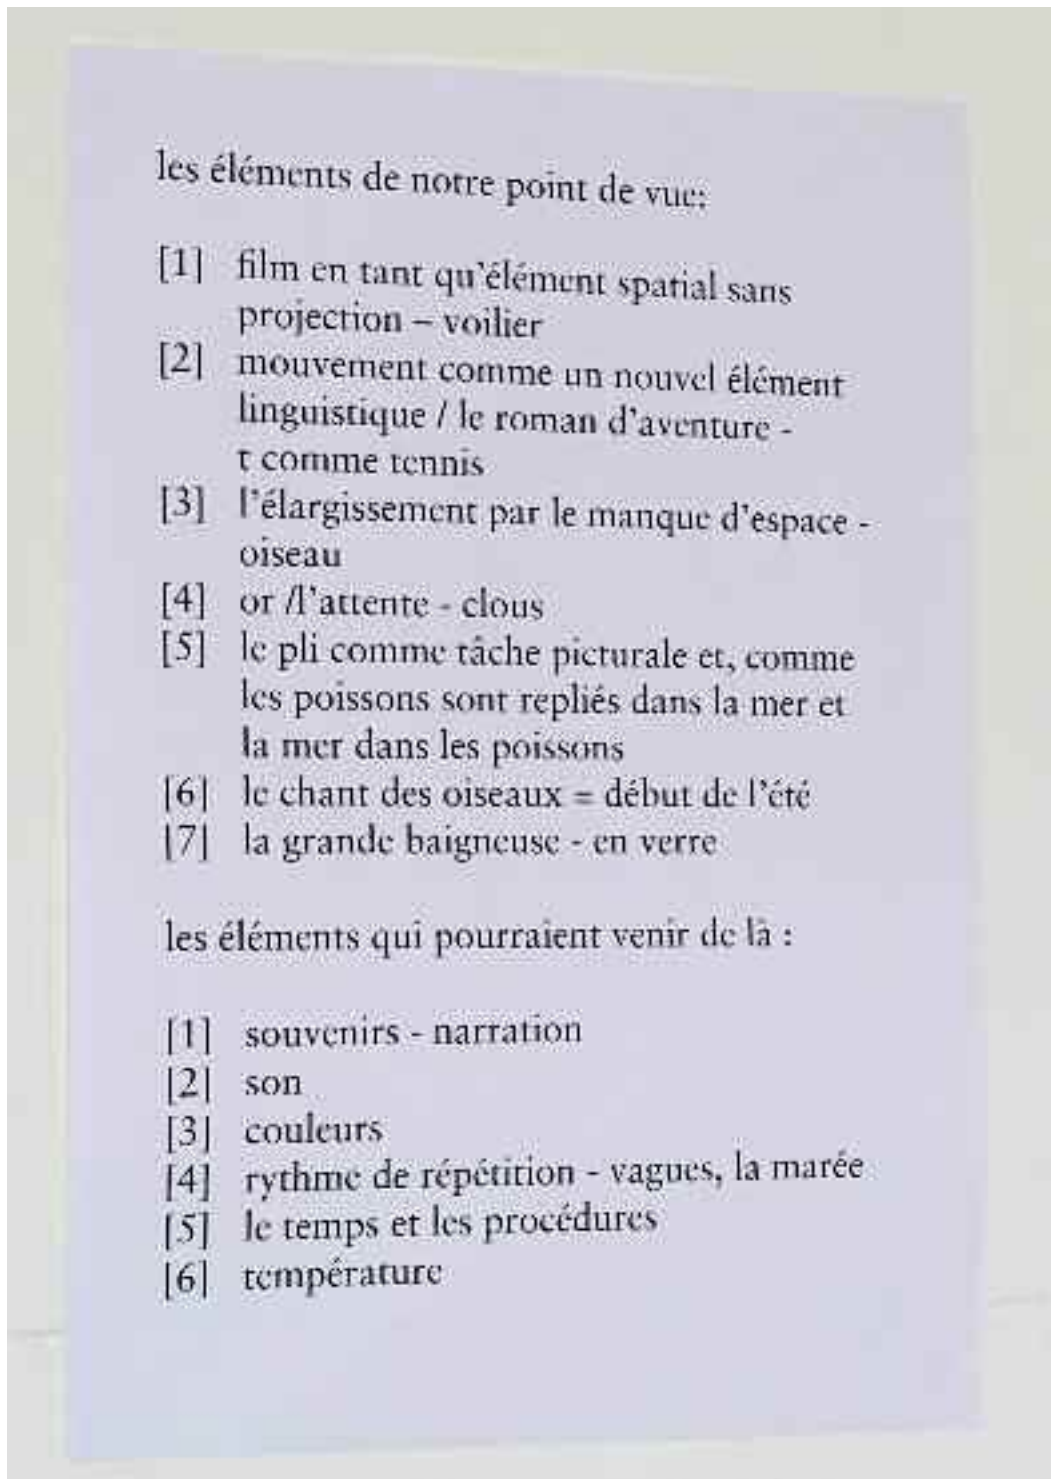 les éléments de notre point de vue:
[1] film en tant qu'élément spatial sans
projection – voilier
[2] mouvement comme un nouvel élément
linguistique / le roman d'aventure -
t comme tennis
[3] l'élargissement par le manque d'espace -
oiseau
[4] or /l'attente - clous
[5] le pli comme tâche picturale et, comme
les poissons sont repliés dans la mer et
la mer dans les poissons
[6] le chant des oiseaux = début de l'été
[7] la grande baigneuse - en verre
les éléments qui pourraient venir de là :
[1] souvenirs - narration
[2] son
[3] couleurs
[4] rythme de répétition - vagues, la marée
[5] le temps et les procédures
[6] température